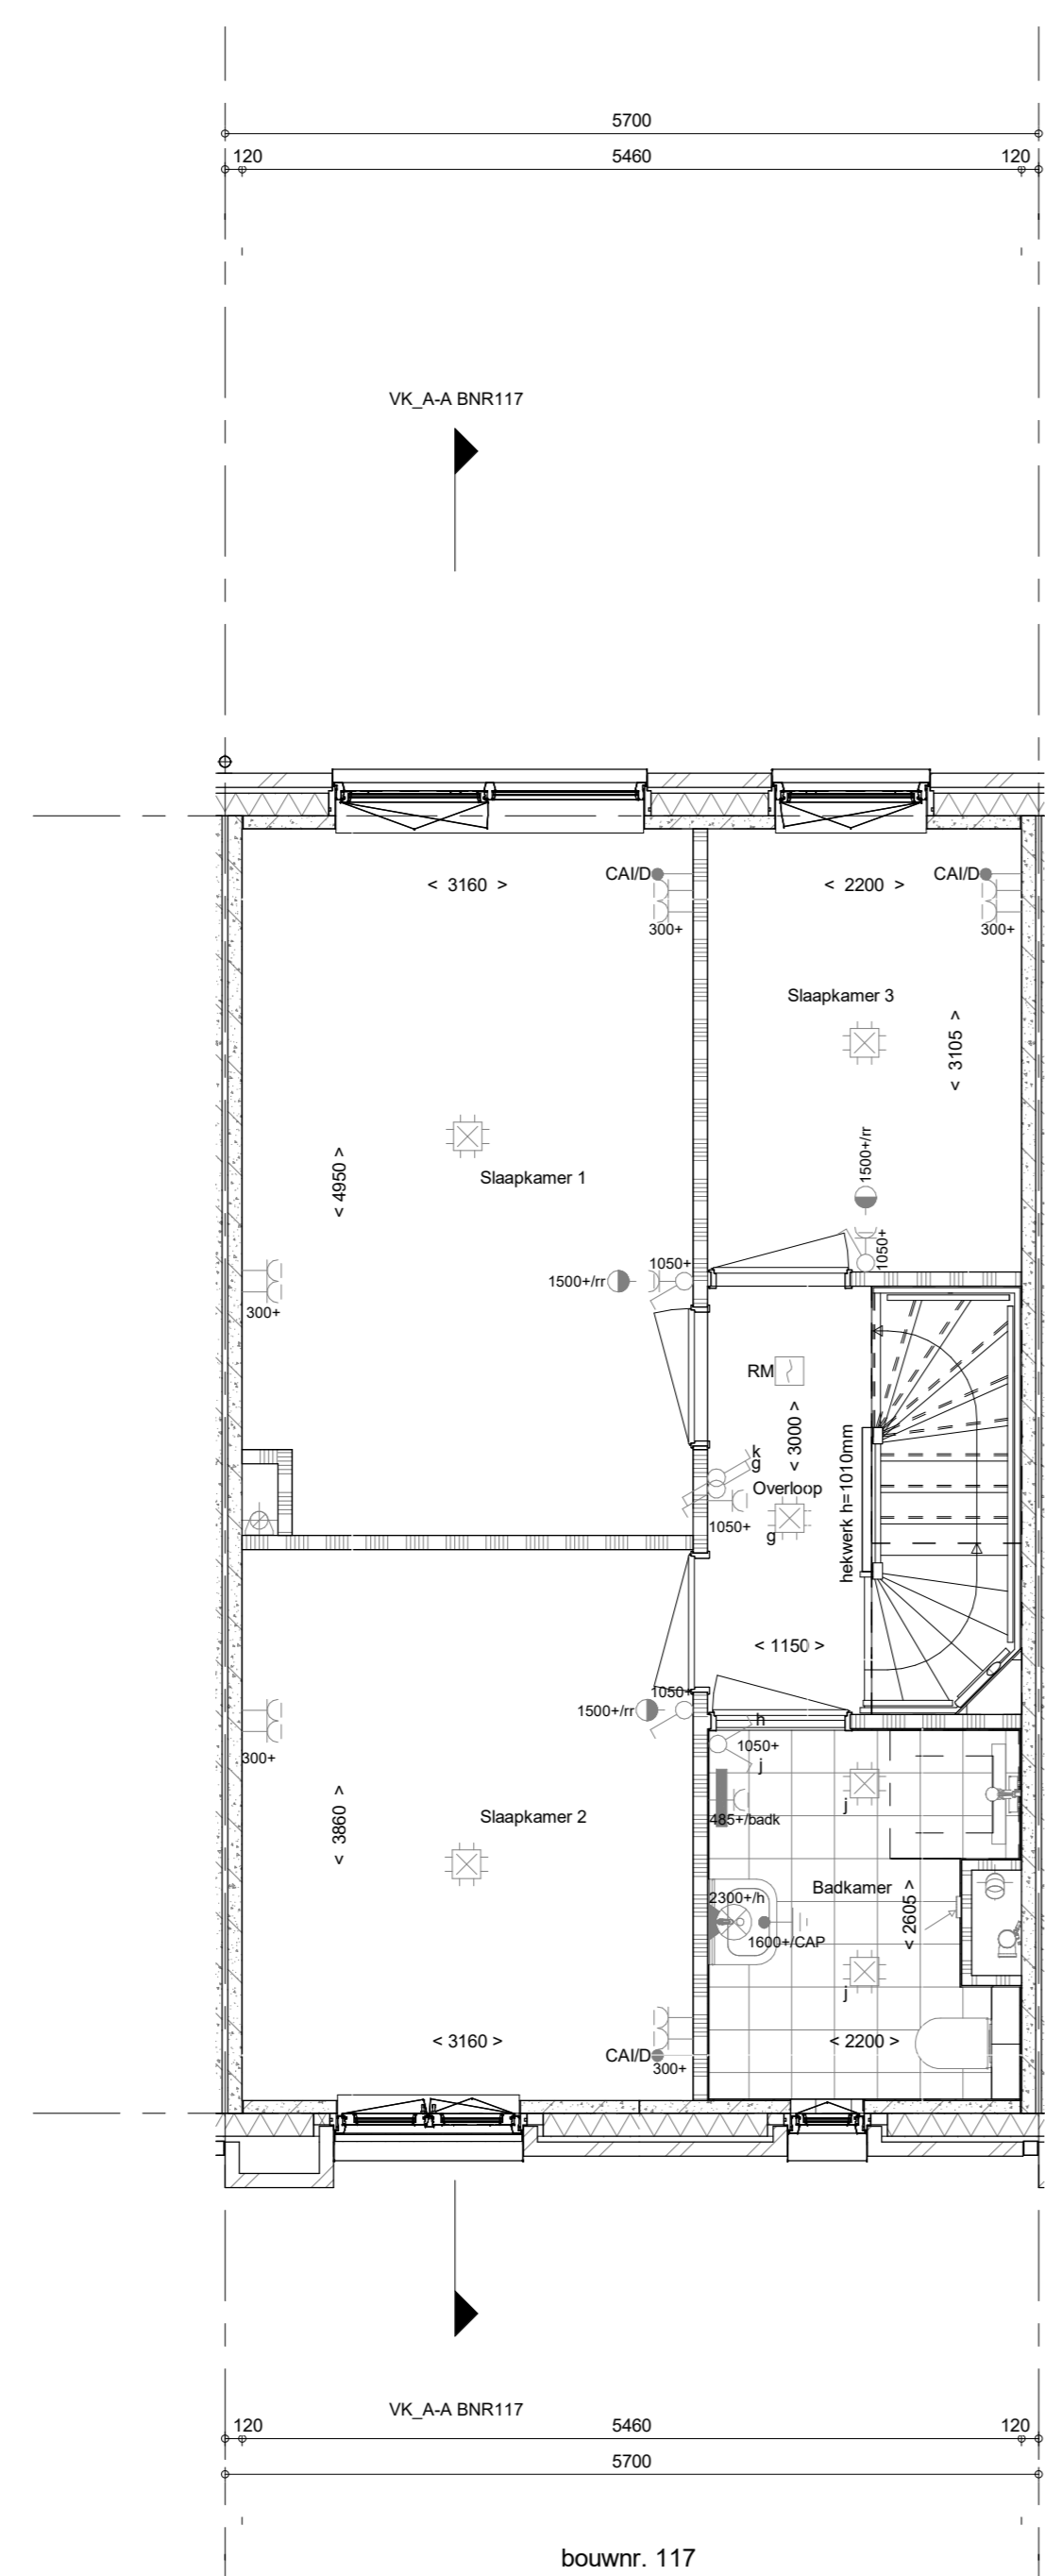 5700
120 5460 120
VK_A-A BNR117
< 3160 >
CAI/D
300+
< 2200 >
CAI/D
300+
Slaapkamer 3
< 3105 >
1500+/rr
1050+
Slaapkamer 1
< 4950 >
300+
1500+/rr
1050+
RM
< 3000 >
k
g
Overloop
1050+
g
hekwerk h=1010mm
< 1150 >
1500+/rr
1050+
300+
h
1050+
j
485+/badk
j
Slaapkamer 2
< 3860 >
Badkamer
2300+/h
< 2605 >
1600+/CAP
j
< 3160 >
CAI/D
300+
< 2200 >
VK_A-A BNR117
120 5460 120
5700
bouwnr. 117